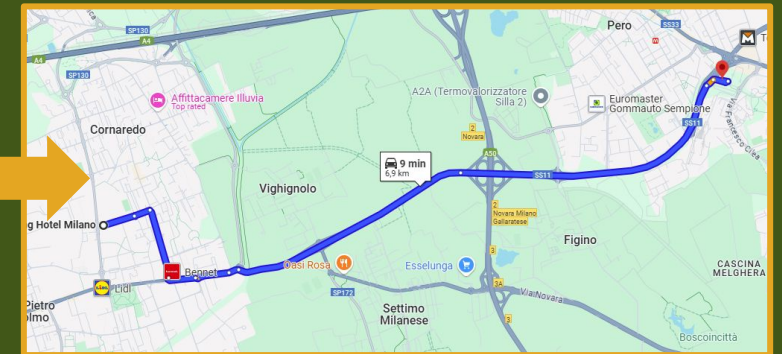 SP130
A4
Pero
SS33
M
A4
SP130
Affittacamere Illuvia
Top rated
A2A (Termovalorizzatore
Silla 2)
Euromaster
Gommauto Sempione
SS11
Via Francesco Cilea
Cornaredo
2
Novara
A50
9 min
6,9 km
SS11
Vighignolo
2
Novara Milano
Gallaratese
g Hotel Milano
3
Figino
Oasi Rosa
Esselunga
CASCINA
MELGHERA
Bennet
Lidl
3A
Via Novara
Pietro
lmo
SP172
Settimo
Milanese
3
Boscoincittà